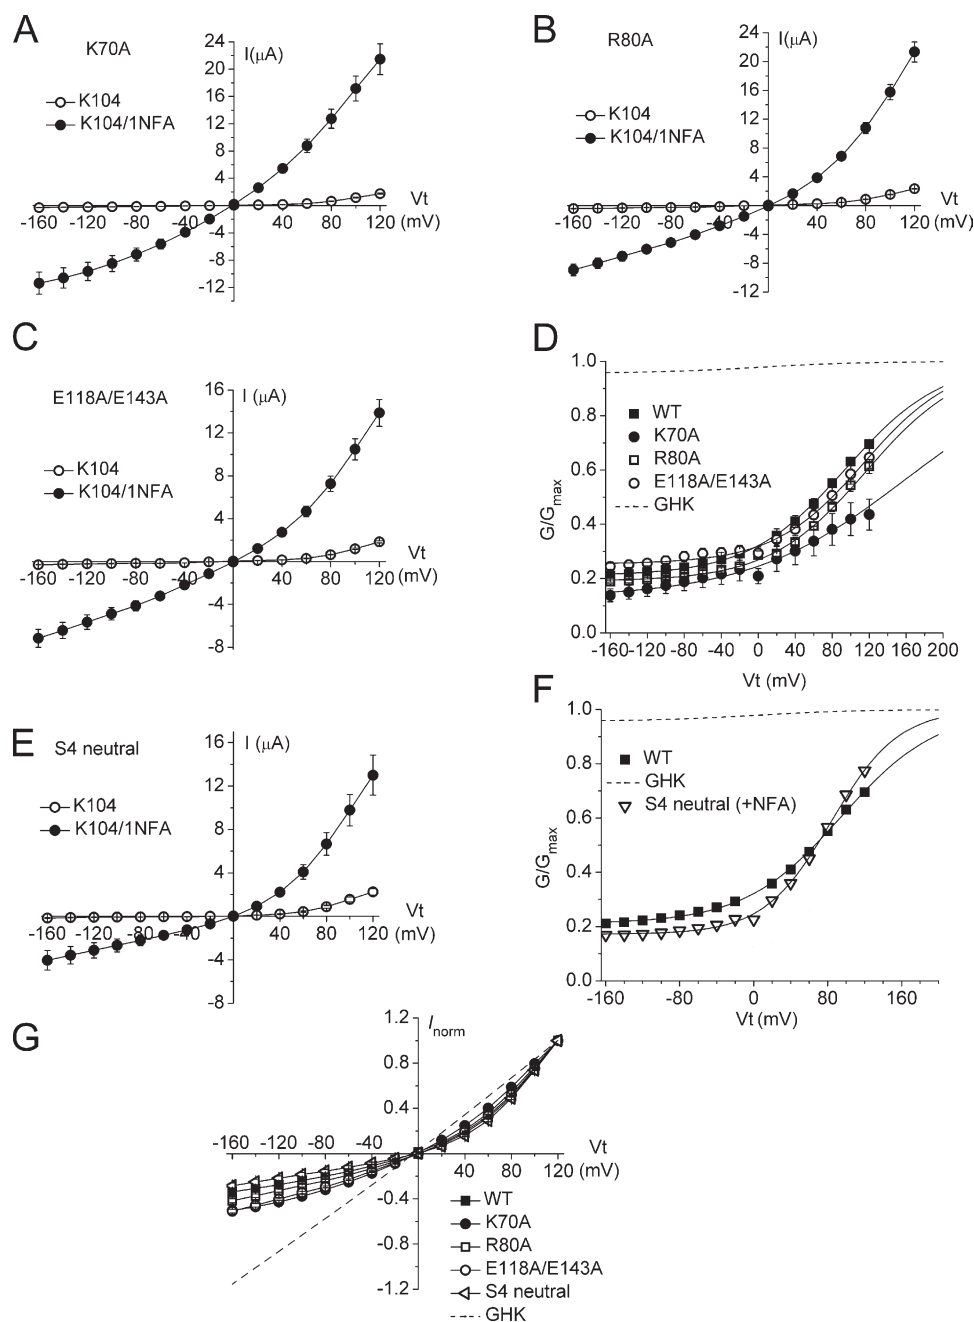 A
K70A
I(μA)
24
20
16
12
8
4
-4
-8
-12
K104
K104/1NFA
-160 -120 -80 -40 0 40 80 120
Vt
(mV)
B
R80A
I(μA)
24
20
16
12
8
4
-4
-8
-12
K104
K104/1NFA
-160 -120 -80 -40 0 40 80 120
Vt
(mV)
C
E118A/E143A
I (μA)
16
12
8
4
-4
-8
K104
K104/1NFA
-160 -120 -80 -40 0 40 80 120
Vt
(mV)
D
G/Gmax
1.0
0.8
0.6
0.4
0.2
0.0
WT
K70A
R80A
E118A/E143A
GHK
-160 -120 -80 -40 0 40 80 120 160 200
Vt (mV)
E
S4 neutral
I (μA)
16
12
8
4
-4
-8
K104
K104/1NFA
-160 -120 -80 -40 0 40 80 120
Vt
(mV)
F
G/Gmax
1.0
0.8
0.6
0.4
0.2
0.0
WT
GHK
S4 neutral (+NFA)
-160 -80 0 80 160
Vt (mV)
G
Inorm
1.2
0.8
0.4
-0.4
-0.8
-1.2
-160 -120 -80 -40 0 40 80 120
Vt
(mV)
WT
K70A
R80A
E118A/E143A
S4 neutral
GHK